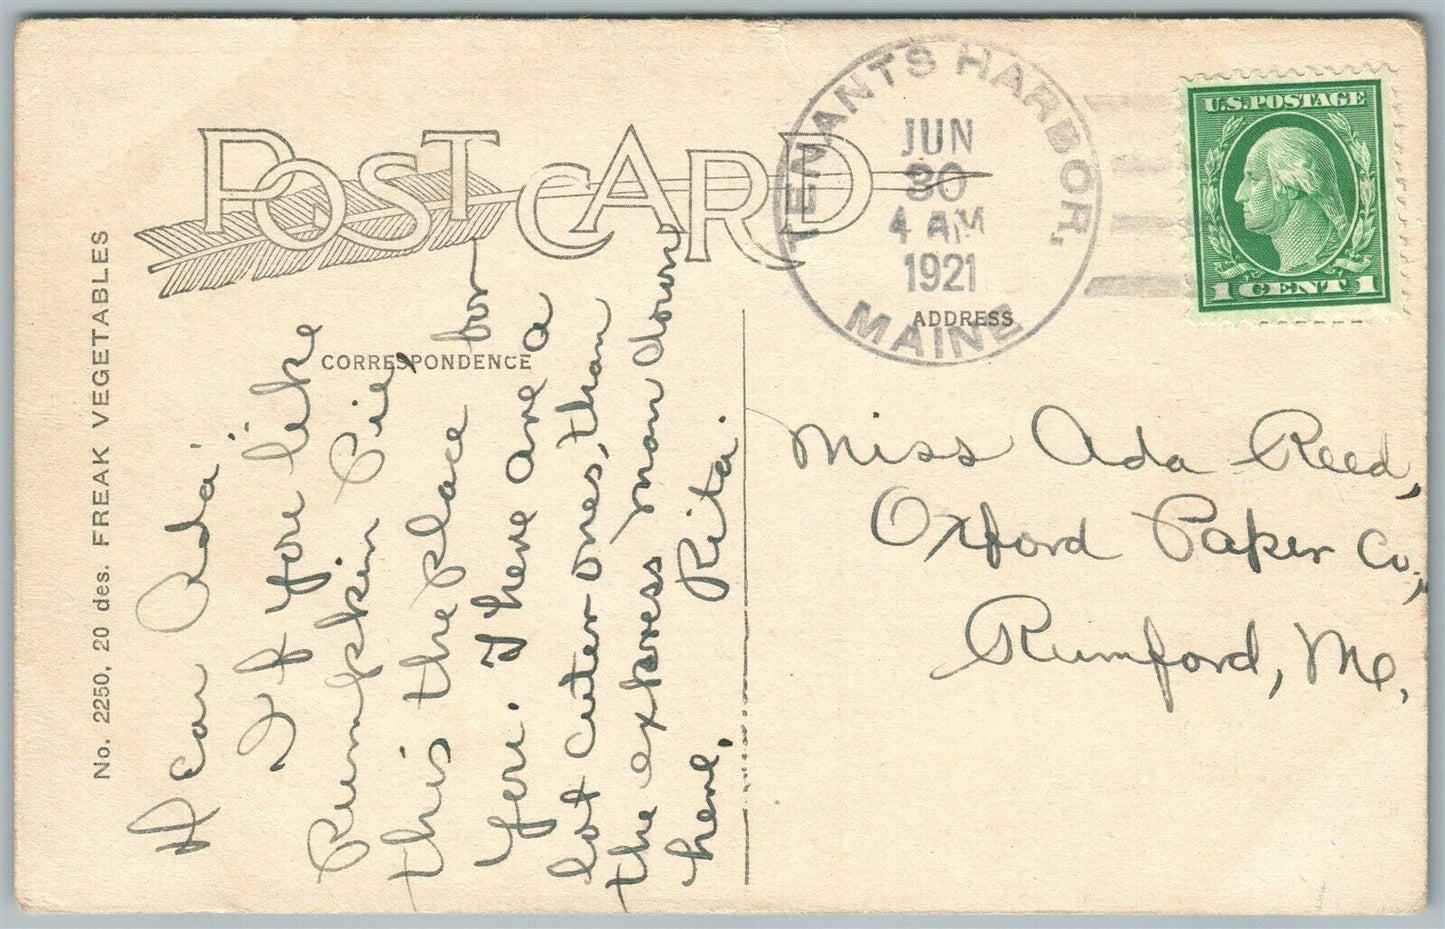 No. 2250, 20 des. FREAK VEGETABLES
POST CARD
CORRESPONDENCE
Dear Ada:
If you like
Pumpkin Pie,
this the place for
You. There are a
lot cuter ones, than
the express man down
here. Rita.
TENANTS HARBOR,
JUN
30
4 AM
1921
MAINE
U.S. POSTAGE
1 CENT 1
ADDRESS
Miss Ada Reed,
Oxford Paper Co.,
Rumford, Me.